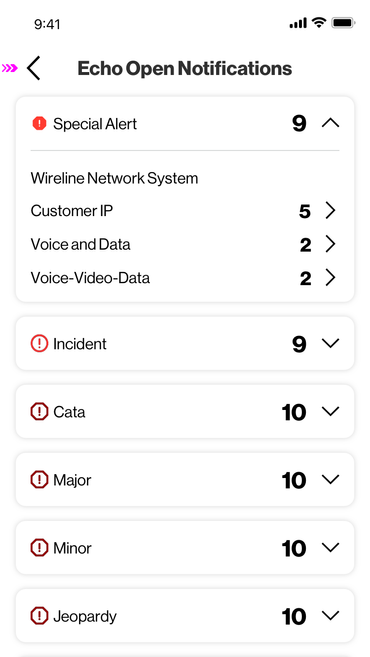 9:41
Echo Open Notifications
Special Alert 9
Wireline Network System
Customer IP 5
Voice and Data 2
Voice-Video-Data 2
Incident 9
Cata 10
Major 10
Minor 10
Jeopardy 10